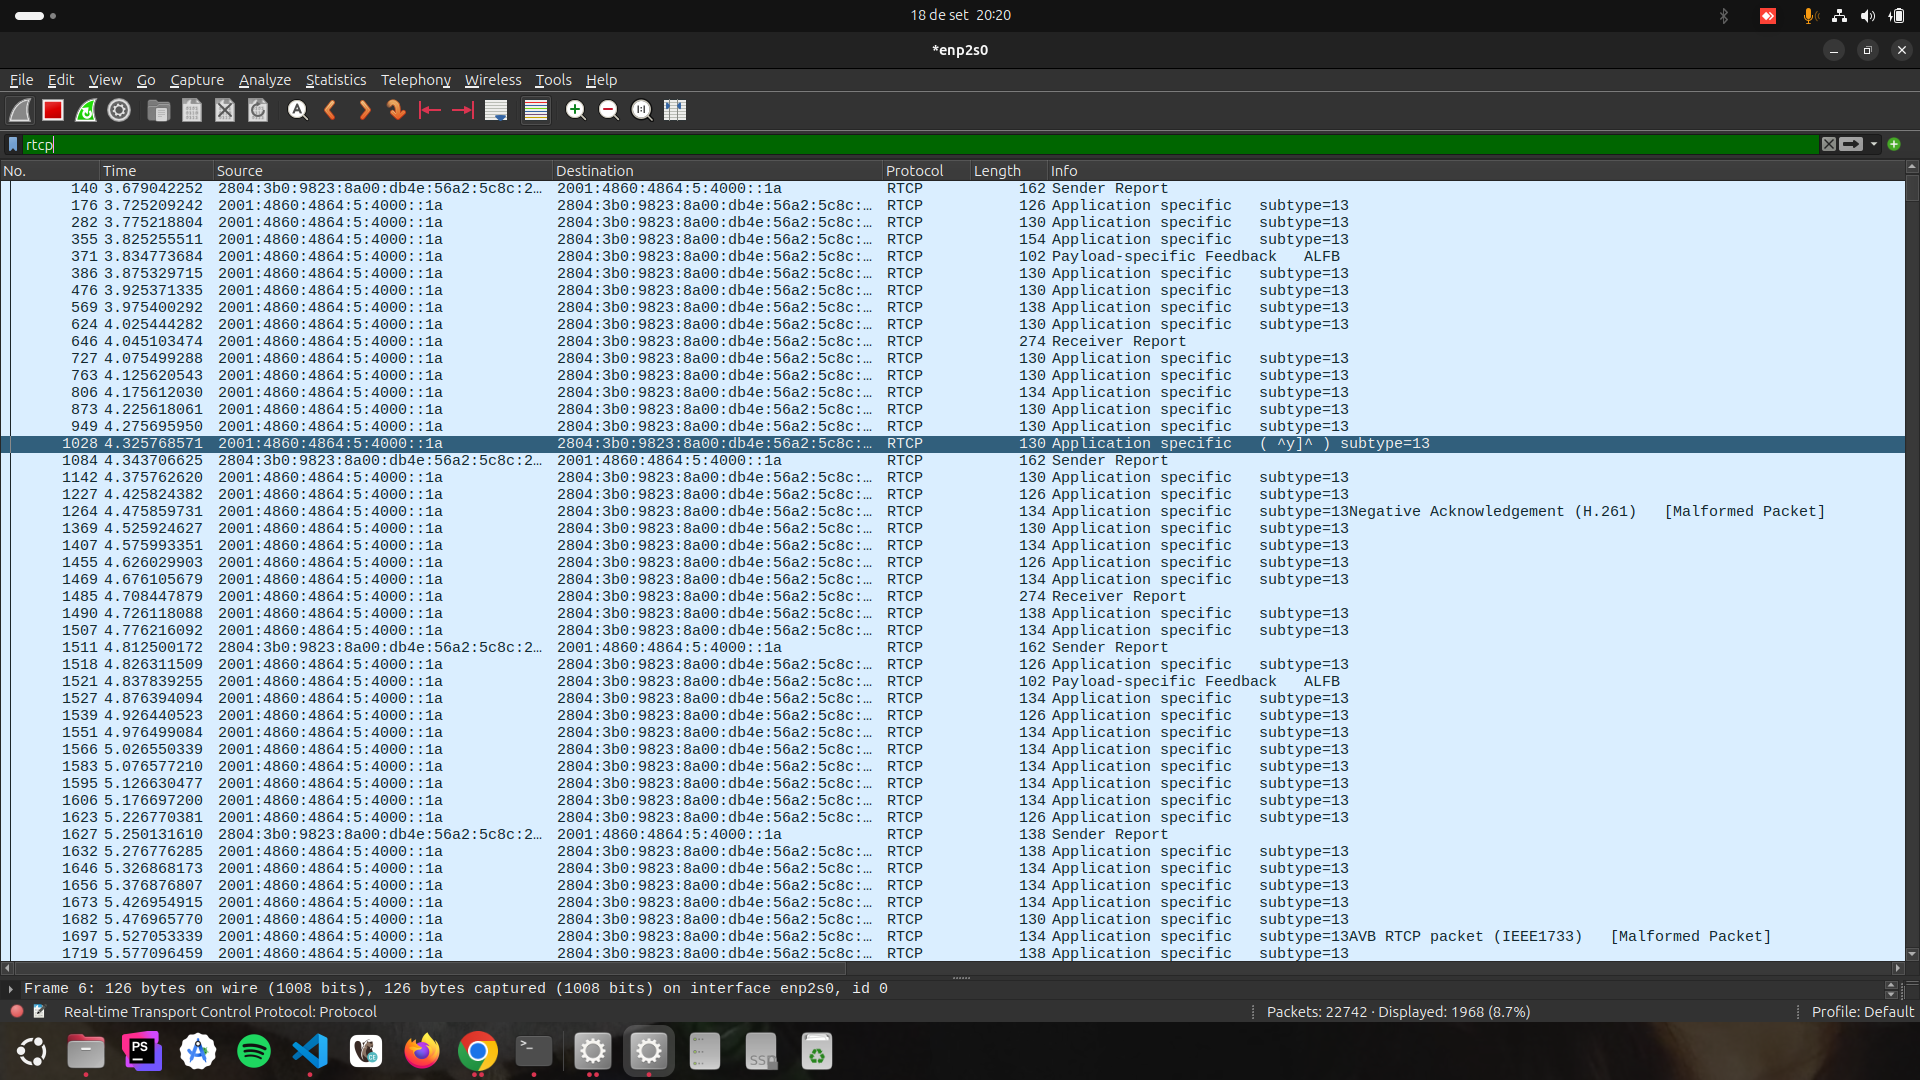 18 de set 20:20
*enp2s0
File Edit View Go Capture Analyze Statistics Telephony Wireless Tools Help
rtcp
No. Time Source Destination Protocol Length Info
140 3.679042252 2804:3b0:9823:8a00:db4e:56a2:5c8c:2… 2001:4860:4864:5:4000::1a RTCP 162 Sender Report
176 3.725209242 2001:4860:4864:5:4000::1a 2804:3b0:9823:8a00:db4e:56a2:5c8c:… RTCP 126 Application specific subtype=13
282 3.775218804 2001:4860:4864:5:4000::1a 2804:3b0:9823:8a00:db4e:56a2:5c8c:… RTCP 130 Application specific subtype=13
355 3.825255511 2001:4860:4864:5:4000::1a 2804:3b0:9823:8a00:db4e:56a2:5c8c:… RTCP 154 Application specific subtype=13
371 3.834773684 2001:4860:4864:5:4000::1a 2804:3b0:9823:8a00:db4e:56a2:5c8c:… RTCP 102 Payload-specific Feedback ALFB
386 3.875329715 2001:4860:4864:5:4000::1a 2804:3b0:9823:8a00:db4e:56a2:5c8c:… RTCP 130 Application specific subtype=13
476 3.925371335 2001:4860:4864:5:4000::1a 2804:3b0:9823:8a00:db4e:56a2:5c8c:… RTCP 130 Application specific subtype=13
569 3.975400292 2001:4860:4864:5:4000::1a 2804:3b0:9823:8a00:db4e:56a2:5c8c:… RTCP 138 Application specific subtype=13
624 4.025444282 2001:4860:4864:5:4000::1a 2804:3b0:9823:8a00:db4e:56a2:5c8c:… RTCP 130 Application specific subtype=13
646 4.045103474 2001:4860:4864:5:4000::1a 2804:3b0:9823:8a00:db4e:56a2:5c8c:… RTCP 274 Receiver Report
727 4.075499288 2001:4860:4864:5:4000::1a 2804:3b0:9823:8a00:db4e:56a2:5c8c:… RTCP 130 Application specific subtype=13
763 4.125620543 2001:4860:4864:5:4000::1a 2804:3b0:9823:8a00:db4e:56a2:5c8c:… RTCP 130 Application specific subtype=13
806 4.175612030 2001:4860:4864:5:4000::1a 2804:3b0:9823:8a00:db4e:56a2:5c8c:… RTCP 134 Application specific subtype=13
873 4.225618061 2001:4860:4864:5:4000::1a 2804:3b0:9823:8a00:db4e:56a2:5c8c:… RTCP 130 Application specific subtype=13
949 4.275695950 2001:4860:4864:5:4000::1a 2804:3b0:9823:8a00:db4e:56a2:5c8c:… RTCP 130 Application specific subtype=13
1028 4.325768571 2001:4860:4864:5:4000::1a 2804:3b0:9823:8a00:db4e:56a2:5c8c:… RTCP 130 Application specific ( ^y]^ ) subtype=13
1084 4.343706625 2804:3b0:9823:8a00:db4e:56a2:5c8c:2… 2001:4860:4864:5:4000::1a RTCP 162 Sender Report
1142 4.375762620 2001:4860:4864:5:4000::1a 2804:3b0:9823:8a00:db4e:56a2:5c8c:… RTCP 130 Application specific subtype=13
1227 4.425824382 2001:4860:4864:5:4000::1a 2804:3b0:9823:8a00:db4e:56a2:5c8c:… RTCP 126 Application specific subtype=13
1264 4.475859731 2001:4860:4864:5:4000::1a 2804:3b0:9823:8a00:db4e:56a2:5c8c:… RTCP 134 Application specific subtype=13Negative Acknowledgement (H.261) [Malformed Packet]
1369 4.525924627 2001:4860:4864:5:4000::1a 2804:3b0:9823:8a00:db4e:56a2:5c8c:… RTCP 130 Application specific subtype=13
1407 4.575993351 2001:4860:4864:5:4000::1a 2804:3b0:9823:8a00:db4e:56a2:5c8c:… RTCP 134 Application specific subtype=13
1455 4.626029903 2001:4860:4864:5:4000::1a 2804:3b0:9823:8a00:db4e:56a2:5c8c:… RTCP 126 Application specific subtype=13
1469 4.676105679 2001:4860:4864:5:4000::1a 2804:3b0:9823:8a00:db4e:56a2:5c8c:… RTCP 134 Application specific subtype=13
1485 4.708447879 2001:4860:4864:5:4000::1a 2804:3b0:9823:8a00:db4e:56a2:5c8c:… RTCP 274 Receiver Report
1490 4.726118088 2001:4860:4864:5:4000::1a 2804:3b0:9823:8a00:db4e:56a2:5c8c:… RTCP 138 Application specific subtype=13
1507 4.776216092 2001:4860:4864:5:4000::1a 2804:3b0:9823:8a00:db4e:56a2:5c8c:… RTCP 134 Application specific subtype=13
1511 4.812500172 2804:3b0:9823:8a00:db4e:56a2:5c8c:2… 2001:4860:4864:5:4000::1a RTCP 162 Sender Report
1518 4.826311509 2001:4860:4864:5:4000::1a 2804:3b0:9823:8a00:db4e:56a2:5c8c:… RTCP 126 Application specific subtype=13
1521 4.837839255 2001:4860:4864:5:4000::1a 2804:3b0:9823:8a00:db4e:56a2:5c8c:… RTCP 102 Payload-specific Feedback ALFB
1527 4.876394094 2001:4860:4864:5:4000::1a 2804:3b0:9823:8a00:db4e:56a2:5c8c:… RTCP 134 Application specific subtype=13
1539 4.926440523 2001:4860:4864:5:4000::1a 2804:3b0:9823:8a00:db4e:56a2:5c8c:… RTCP 126 Application specific subtype=13
1551 4.976499084 2001:4860:4864:5:4000::1a 2804:3b0:9823:8a00:db4e:56a2:5c8c:… RTCP 134 Application specific subtype=13
1566 5.026550339 2001:4860:4864:5:4000::1a 2804:3b0:9823:8a00:db4e:56a2:5c8c:… RTCP 134 Application specific subtype=13
1583 5.076577210 2001:4860:4864:5:4000::1a 2804:3b0:9823:8a00:db4e:56a2:5c8c:… RTCP 134 Application specific subtype=13
1595 5.126630477 2001:4860:4864:5:4000::1a 2804:3b0:9823:8a00:db4e:56a2:5c8c:… RTCP 134 Application specific subtype=13
1606 5.176697200 2001:4860:4864:5:4000::1a 2804:3b0:9823:8a00:db4e:56a2:5c8c:… RTCP 134 Application specific subtype=13
1623 5.226770381 2001:4860:4864:5:4000::1a 2804:3b0:9823:8a00:db4e:56a2:5c8c:… RTCP 126 Application specific subtype=13
1627 5.250131610 2804:3b0:9823:8a00:db4e:56a2:5c8c:2… 2001:4860:4864:5:4000::1a RTCP 138 Sender Report
1632 5.276776285 2001:4860:4864:5:4000::1a 2804:3b0:9823:8a00:db4e:56a2:5c8c:… RTCP 138 Application specific subtype=13
1646 5.326868173 2001:4860:4864:5:4000::1a 2804:3b0:9823:8a00:db4e:56a2:5c8c:… RTCP 134 Application specific subtype=13
1656 5.376876807 2001:4860:4864:5:4000::1a 2804:3b0:9823:8a00:db4e:56a2:5c8c:… RTCP 134 Application specific subtype=13
1673 5.426954915 2001:4860:4864:5:4000::1a 2804:3b0:9823:8a00:db4e:56a2:5c8c:… RTCP 134 Application specific subtype=13
1682 5.476965770 2001:4860:4864:5:4000::1a 2804:3b0:9823:8a00:db4e:56a2:5c8c:… RTCP 130 Application specific subtype=13
1697 5.527053339 2001:4860:4864:5:4000::1a 2804:3b0:9823:8a00:db4e:56a2:5c8c:… RTCP 134 Application specific subtype=13AVB RTCP packet (IEEE1733) [Malformed Packet]
1719 5.577096459 2001:4860:4864:5:4000::1a 2804:3b0:9823:8a00:db4e:56a2:5c8c:… RTCP 138 Application specific subtype=13
Frame 6: 126 bytes on wire (1008 bits), 126 bytes captured (1008 bits) on interface enp2s0, id 0
Real-time Transport Control Protocol: Protocol Packets: 22742 · Displayed: 1968 (8.7%) Profile: Default
PS
SSD